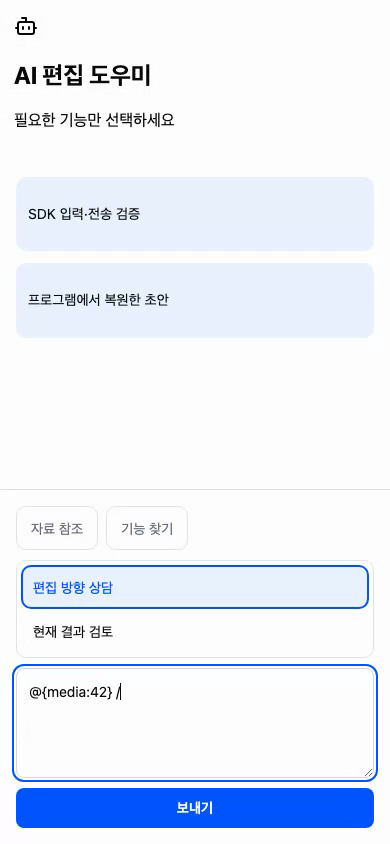 AI 편집 도우미
필요한 기능만 선택하세요
SDK 입력·전송 검증
프로그램에서 복원한 초안
자료 참조
기능 찾기
편집 방향 상담
현재 결과 검토
@{media:42} /
보내기